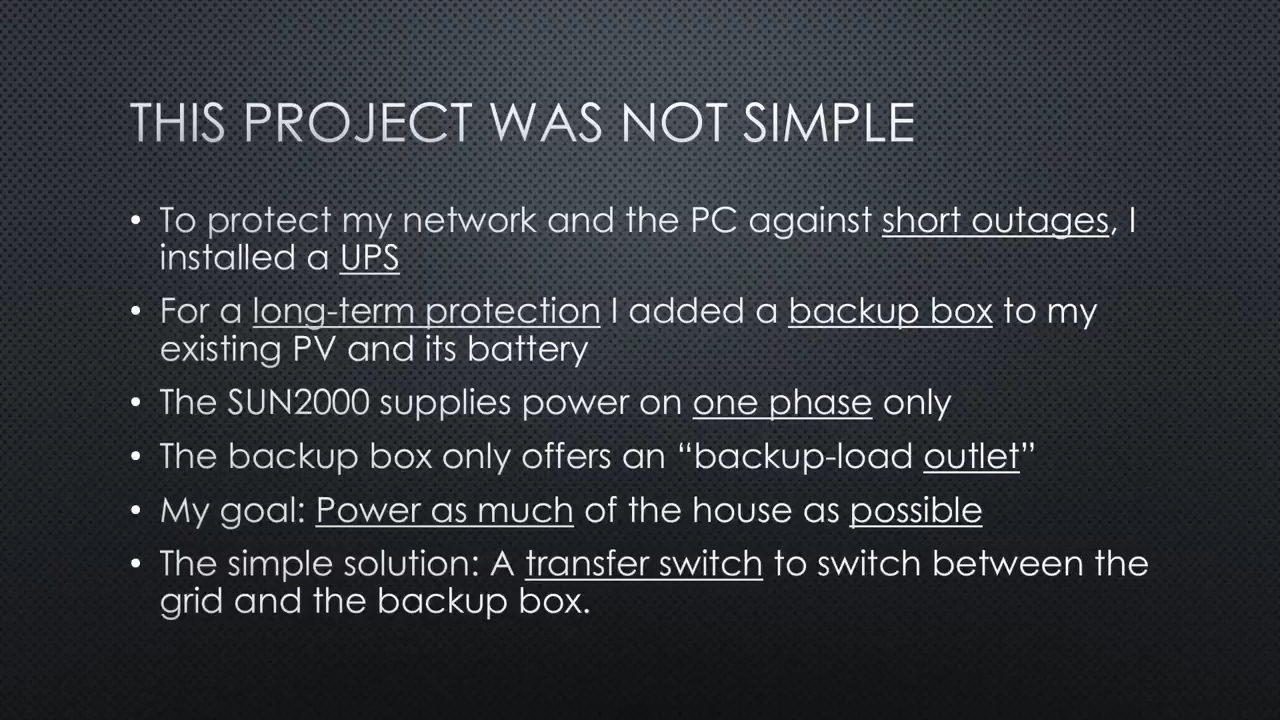 THIS PROJECT WAS NOT SIMPLE
• To protect my network and the PC against short outages, I
installed a UPS
• For a long-term protection I added a backup box to my
existing PV and its battery
• The SUN2000 supplies power on one phase only
• The backup box only offers an “backup-load outlet”
• My goal: Power as much of the house as possible
• The simple solution: A transfer switch to switch between the
grid and the backup box.